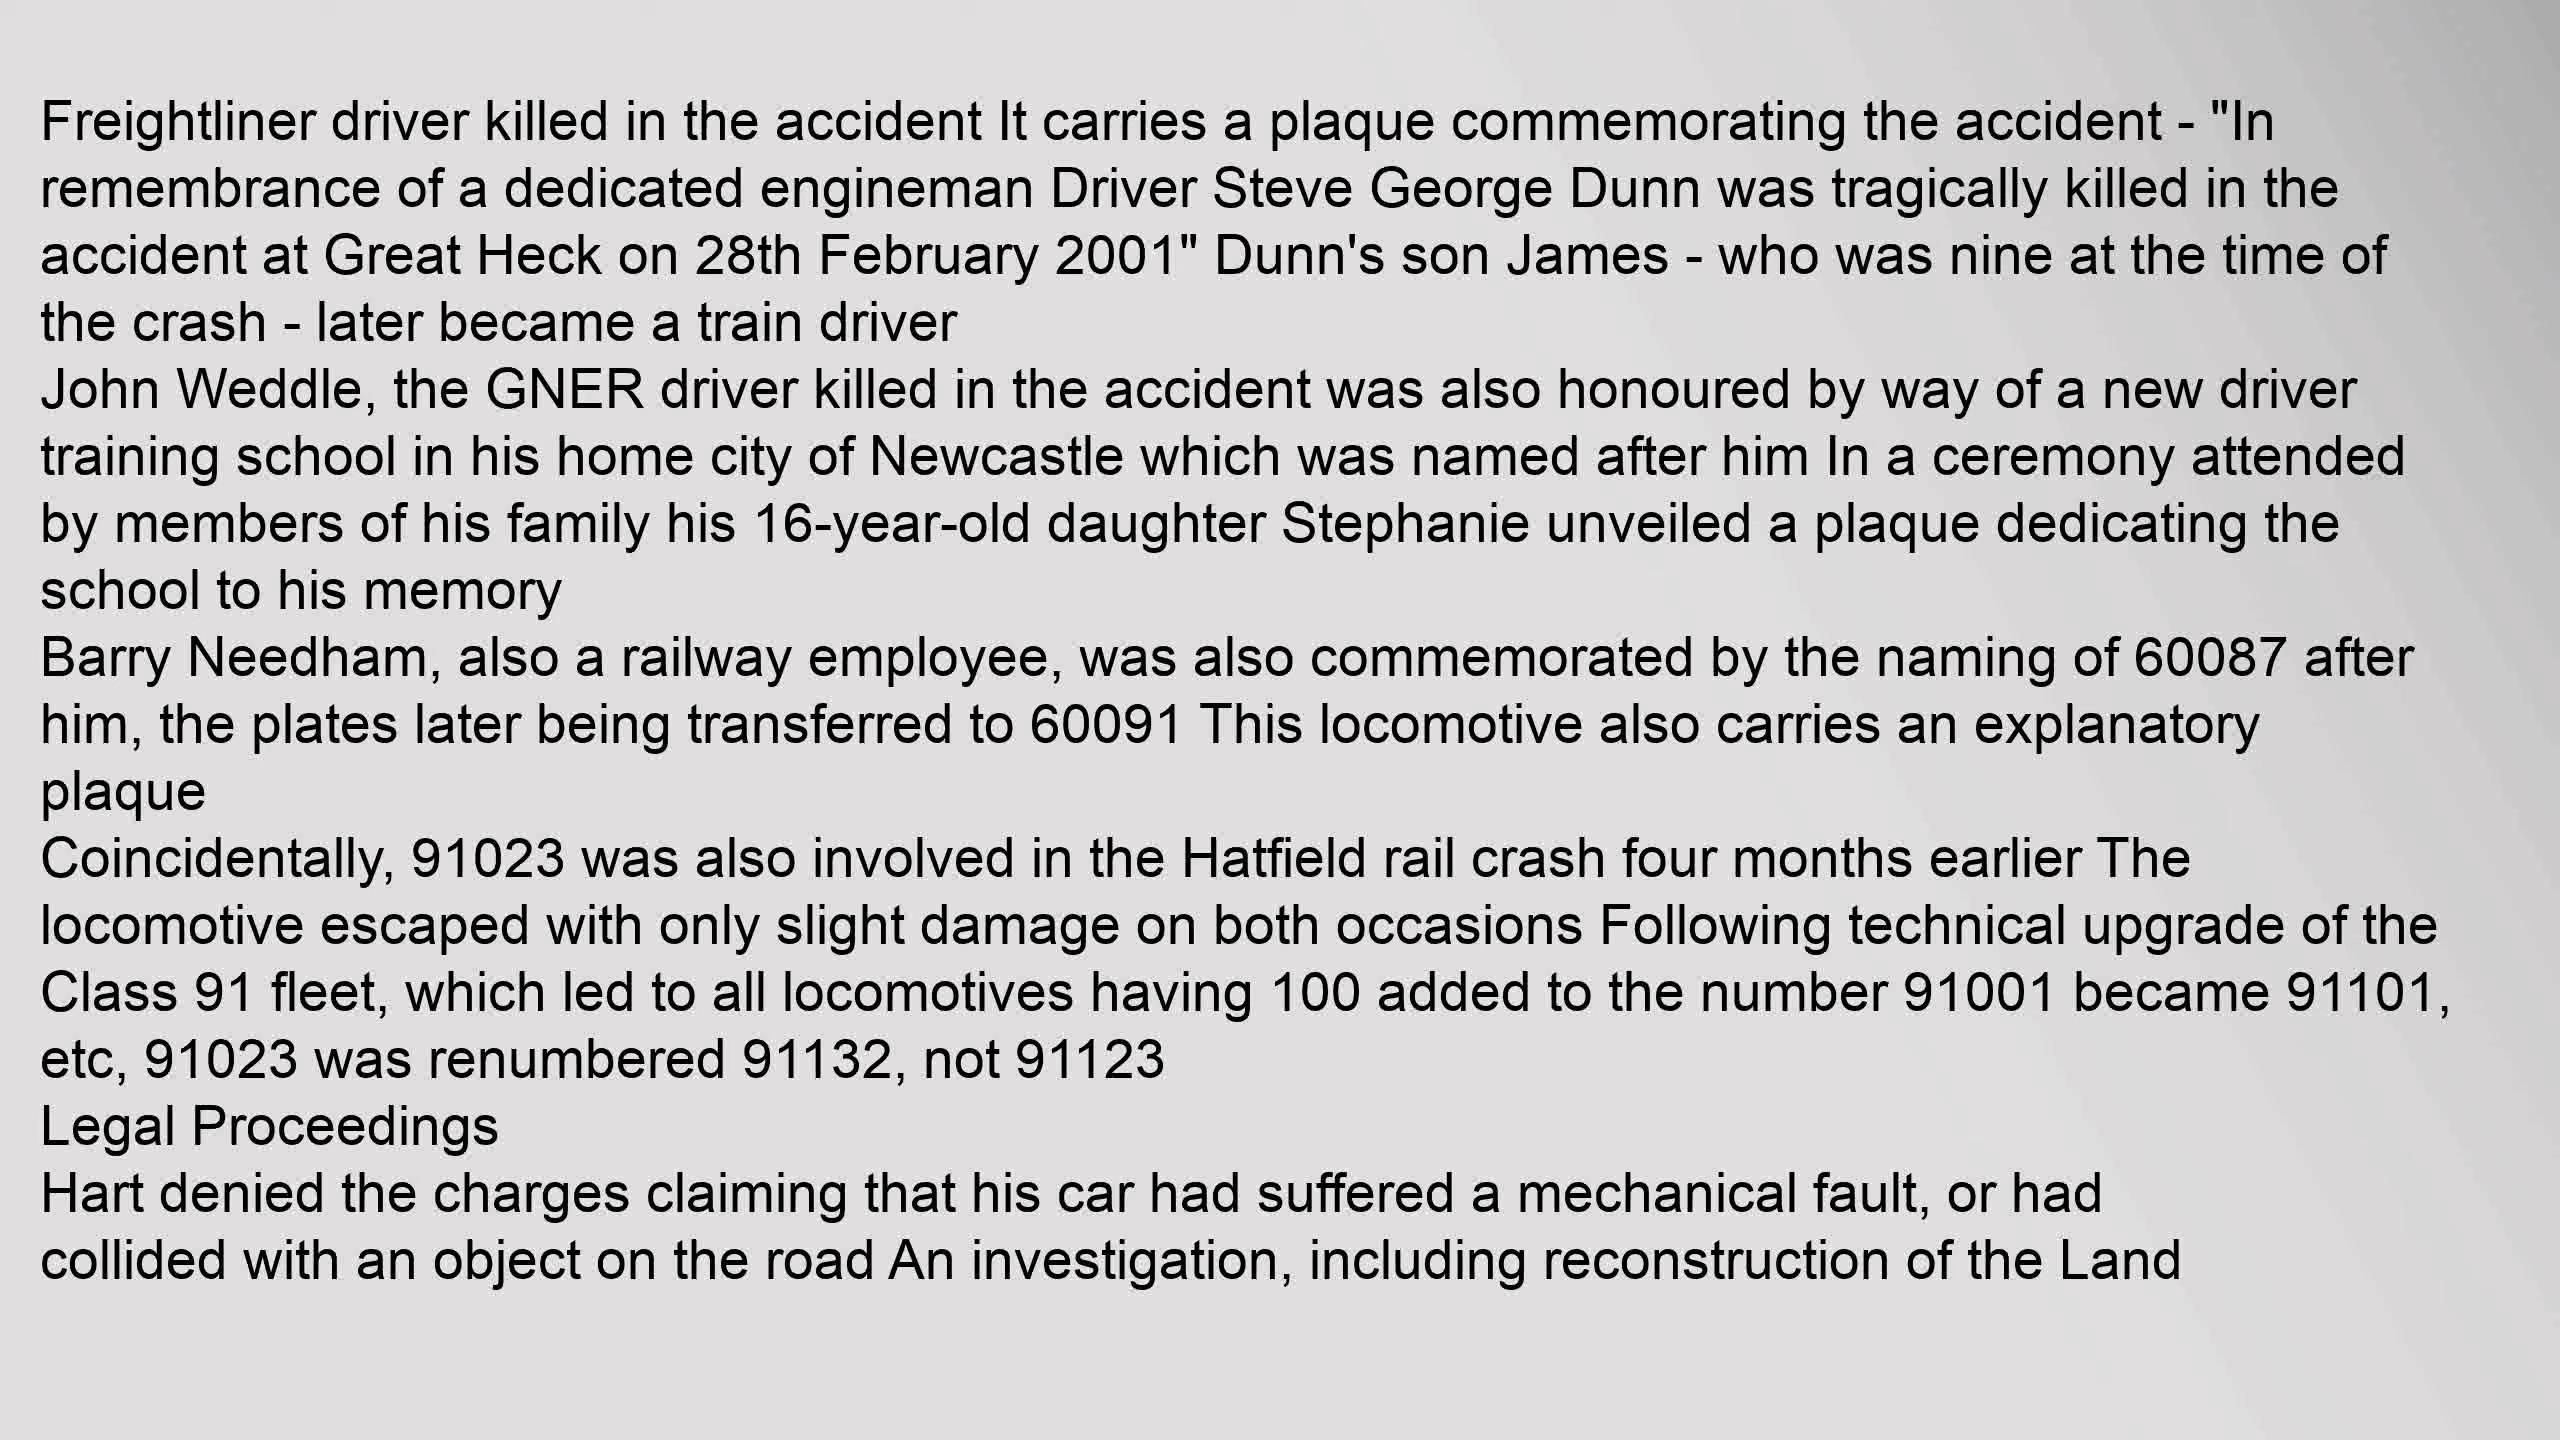 Freightliner driver killed in the accident It carries a plaque commemorating the accident - "In
remembrance of a dedicated engineman Driver Steve George Dunn was tragically killed in the
accident at Great Heck on 28th February 2001" Dunn's son James - who was nine at the time of
the crash - later became a train driver
John Weddle, the GNER driver killed in the accident was also honoured by way of a new driver
training school in his home city of Newcastle which was named after him In a ceremony attended
by members of his family his 16-year-old daughter Stephanie unveiled a plaque dedicating the
school to his memory
Barry Needham, also a railway employee, was also commemorated by the naming of 60087 after
him, the plates later being transferred to 60091 This locomotive also carries an explanatory
plaque
Coincidentally, 91023 was also involved in the Hatfield rail crash four months earlier The
locomotive escaped with only slight damage on both occasions Following technical upgrade of the
Class 91 fleet, which led to all locomotives having 100 added to the number 91001 became 91101,
etc, 91023 was renumbered 91132, not 91123
Legal Proceedings
Hart denied the charges claiming that his car had suffered a mechanical fault, or had
collided with an object on the road An investigation, including reconstruction of the Land